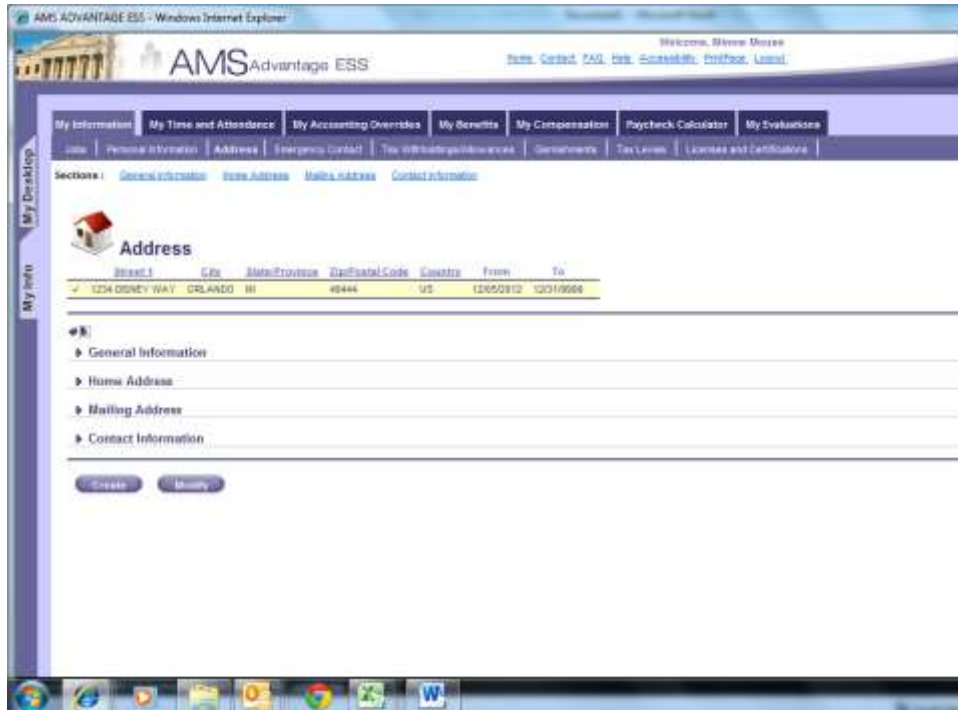 AMS ADVANTAGE ESS - Windows Internet Explorer
AMS Advantage ESS
Welcome, Minnie Mouse
Home Contact FAQ Help Accessibility PrintPage Logout
My Information My Time and Attendance My Accounting Overrides My Benefits My Compensation Paycheck Calculator My Evaluations
Jobs Personal Information Address Emergency Contact Tax Withholdings/Allowances Garnishments Tax Levies Licenses and Certifications
Sections: General Information Home Address Mailing Address Contact Information
My Desktop
My Info
Address
Street 1 City State/Province Zip/Postal Code Country From To
1234 DISNEY WAY ORLANDO US 12/05/2012 12/31/9999
General Information
Home Address
Mailing Address
Contact Information
Create Modify